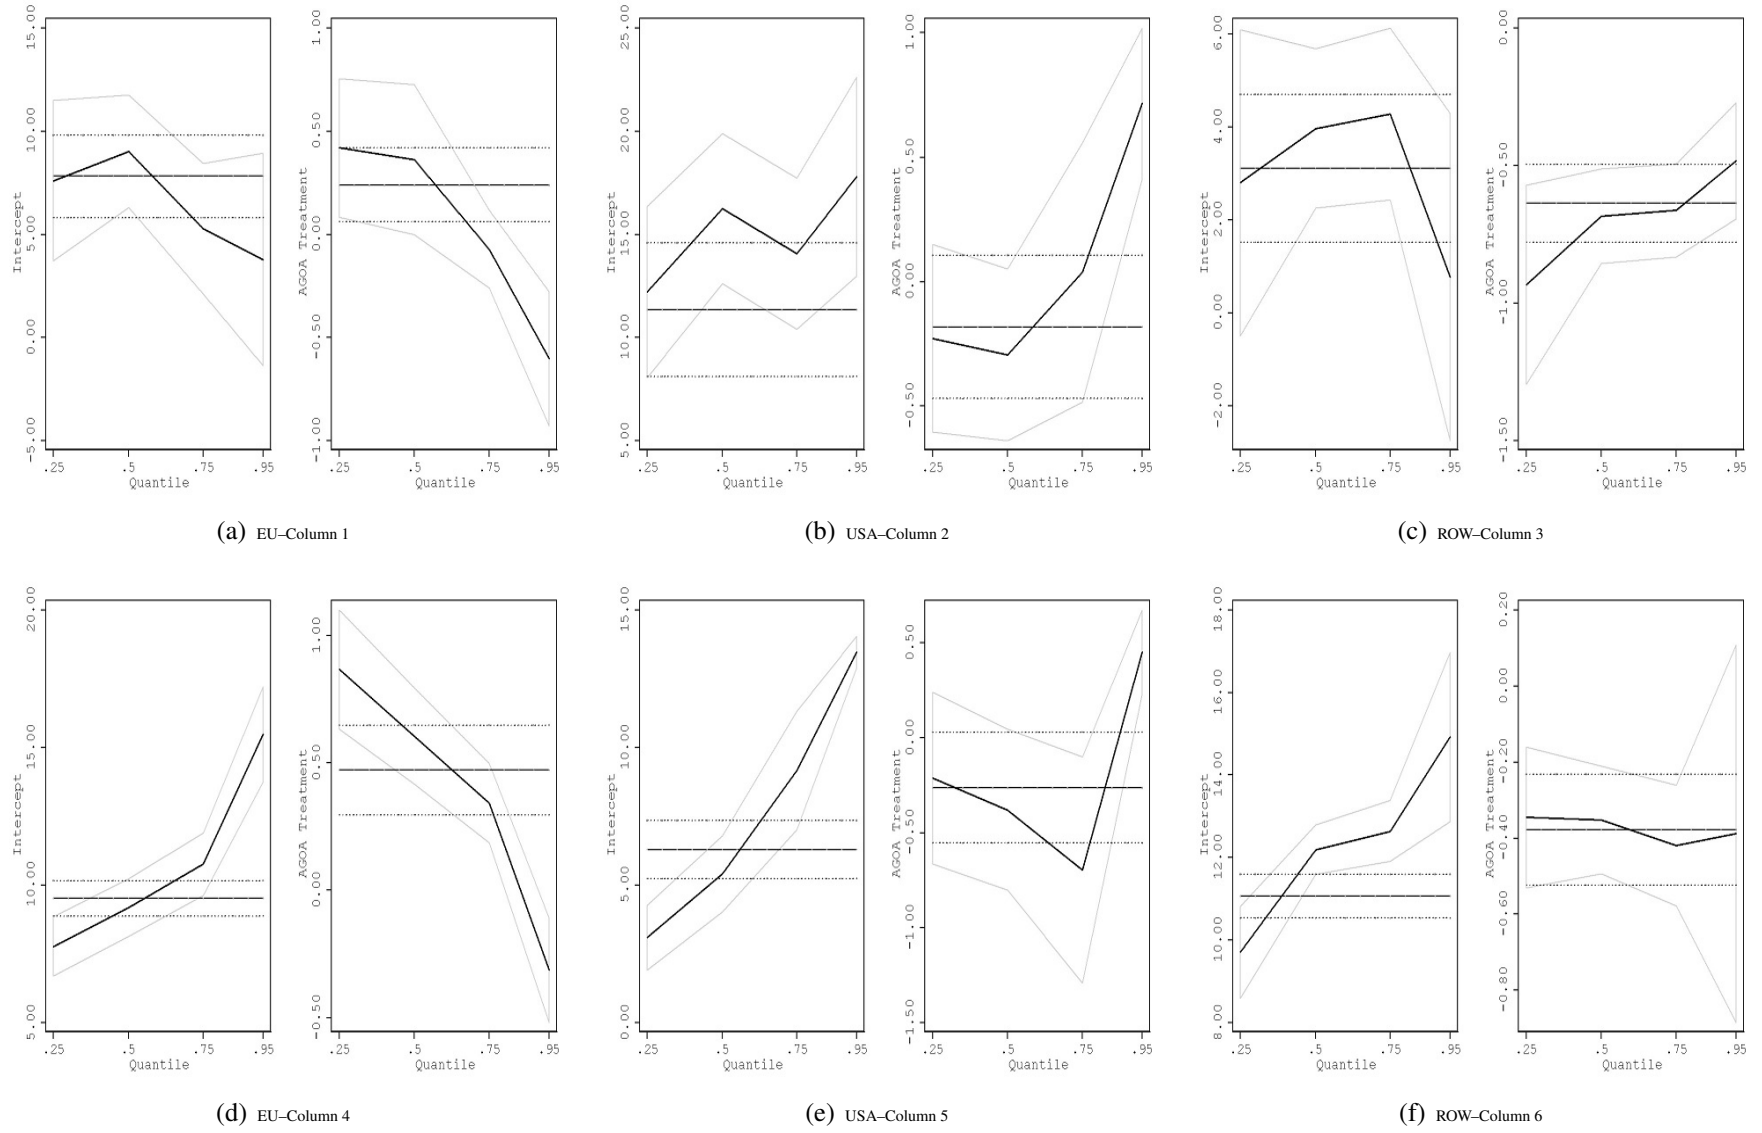 Intercept
15.00
10.00
5.00
0.00
-5.00
.25 .5 .75 .95
Quantile
AGOA Treatment
1.00
0.50
0.00
-0.50
-1.00
.25 .5 .75 .95
Quantile
(a) EU–Column 1
Intercept
25.00
20.00
15.00
10.00
5.00
.25 .5 .75 .95
Quantile
AGOA Treatment
1.00
0.50
0.00
-0.50
.25 .5 .75 .95
Quantile
(b) USA–Column 2
Intercept
6.00
4.00
2.00
0.00
-2.00
.25 .5 .75 .95
Quantile
AGOA Treatment
0.00
-0.50
-1.00
-1.50
.25 .5 .75 .95
Quantile
(c) ROW–Column 3
Intercept
20.00
15.00
10.00
5.00
.25 .5 .75 .95
Quantile
AGOA Treatment
1.00
0.50
0.00
-0.50
.25 .5 .75 .95
Quantile
(d) EU–Column 4
Intercept
15.00
10.00
5.00
0.00
.25 .5 .75 .95
Quantile
AGOA Treatment
0.50
0.00
-0.50
-1.00
-1.50
.25 .5 .75 .95
Quantile
(e) USA–Column 5
Intercept
18.00
16.00
14.00
12.00
10.00
8.00
.25 .5 .75 .95
Quantile
AGOA Treatment
0.20
0.00
-0.20
-0.40
-0.60
-0.80
.25 .5 .75 .95
Quantile
(f) ROW–Column 6